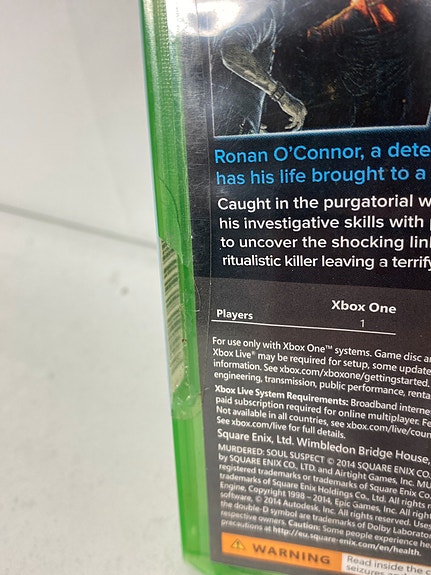 Ronan O'Connor, a dete
has his life brought to a
Caught in the purgatorial w
his investigative skills with
to uncover the shocking lin
ritualistic killer leaving a terrify
Xbox One
Players 1
For use only with Xbox One™ systems. Game disc a
Xbox Live® may be required for setup, some update
information. See xbox.com/xboxone/gettingstarted.
engineering, transmission, public performance, renta
Xbox Live System Requirements: Broadband interne
paid subscription required for online multiplayer. Fe
Not available in all countries, see xbox.com/live/coun
See xbox.com/live for full details.
Square Enix, Ltd. Wimbledon Bridge House,
MURDERED: SOUL SUSPECT © 2014 SQUARE ENIX CO.
by SQUARE ENIX CO., LTD. and Airtight Games, Inc. MU
registered trademarks or trademarks of Square Enix Co
trademarks of Square Enix Holdings Co., Ltd. All rights r
Engine, Copyright 1998 – 2014, Epic Games, Inc. All righ
software, © 2014 Autodesk, Inc. All rights reserved. Uses
the double-D symbol are trademarks of Dolby Laborator
respective owners. Caution: Some people experience he
precautions at http://eu.square-enix.com/en/health.
WARNING
Read inside the c
seizures and